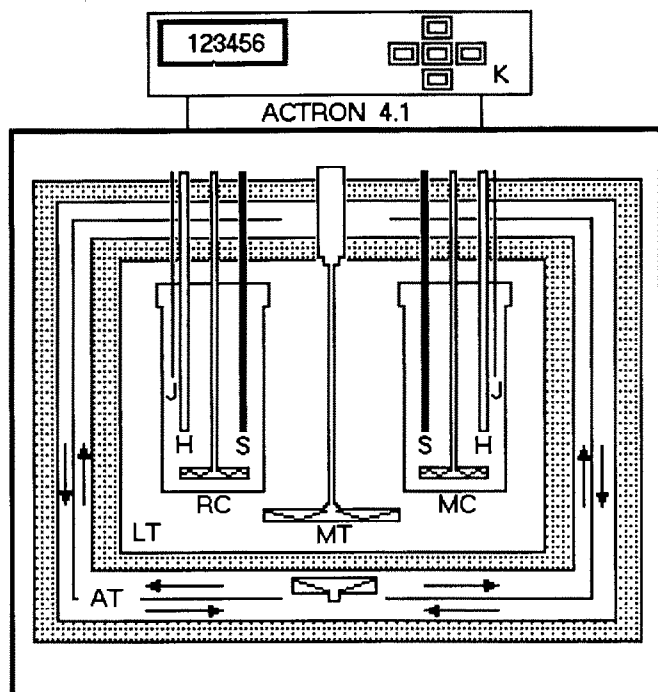 123456
K
ACTRON 4.1
J J
H S S H
RC MC
LT MT
AT